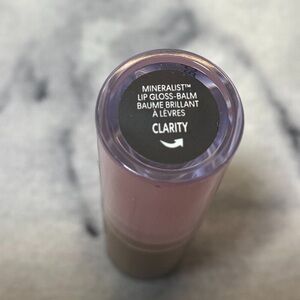 MINERALIST™
LIP GLOSS-BALM
BAUME BRILLANT
À LÈVRES
CLARITY